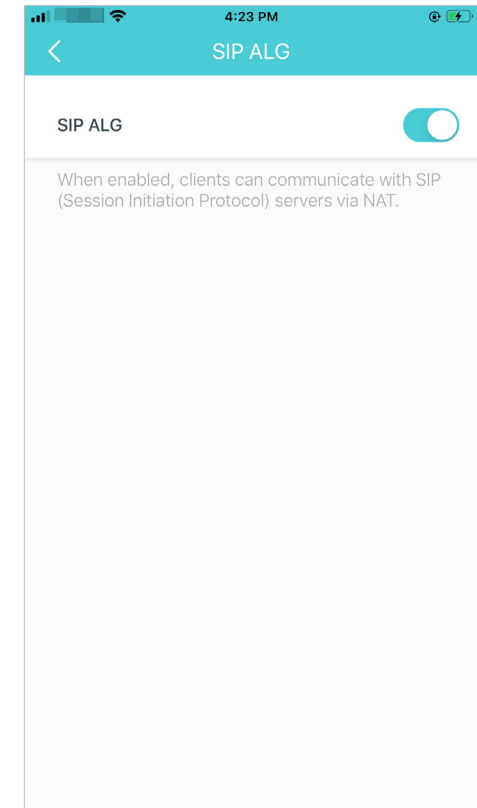 4:23 PM
SIP ALG
SIP ALG
When enabled, clients can communicate with SIP
(Session Initiation Protocol) servers via NAT.